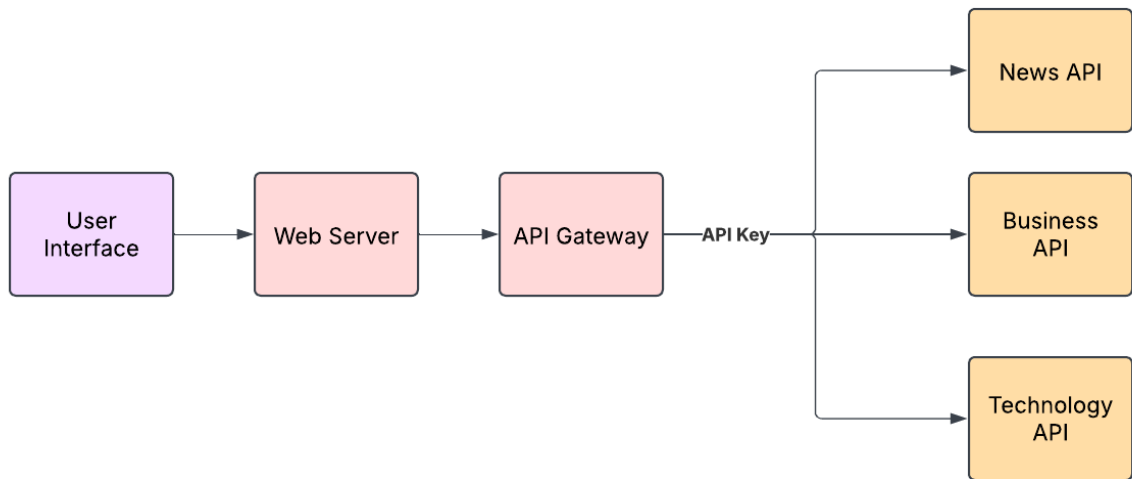 User
Interface
Web Server
API Gateway
API Key
News API
Business
API
Technology
API